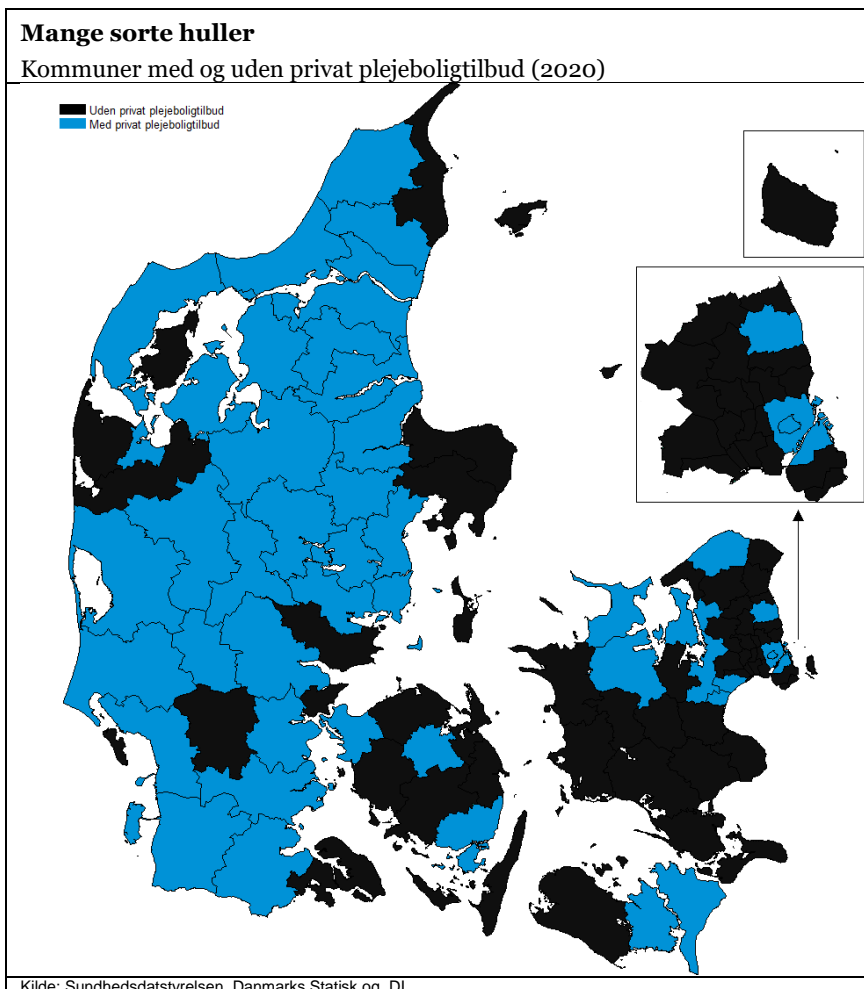 Mange sorte huller
Kommuner med og uden privat plejeboligtilbud (2020)
Uden privat plejeboligtilbud
Med privat plejeboligtilbud
Kilde: Sundhedsdatstyrelsen, Danmarks Statisk og DI